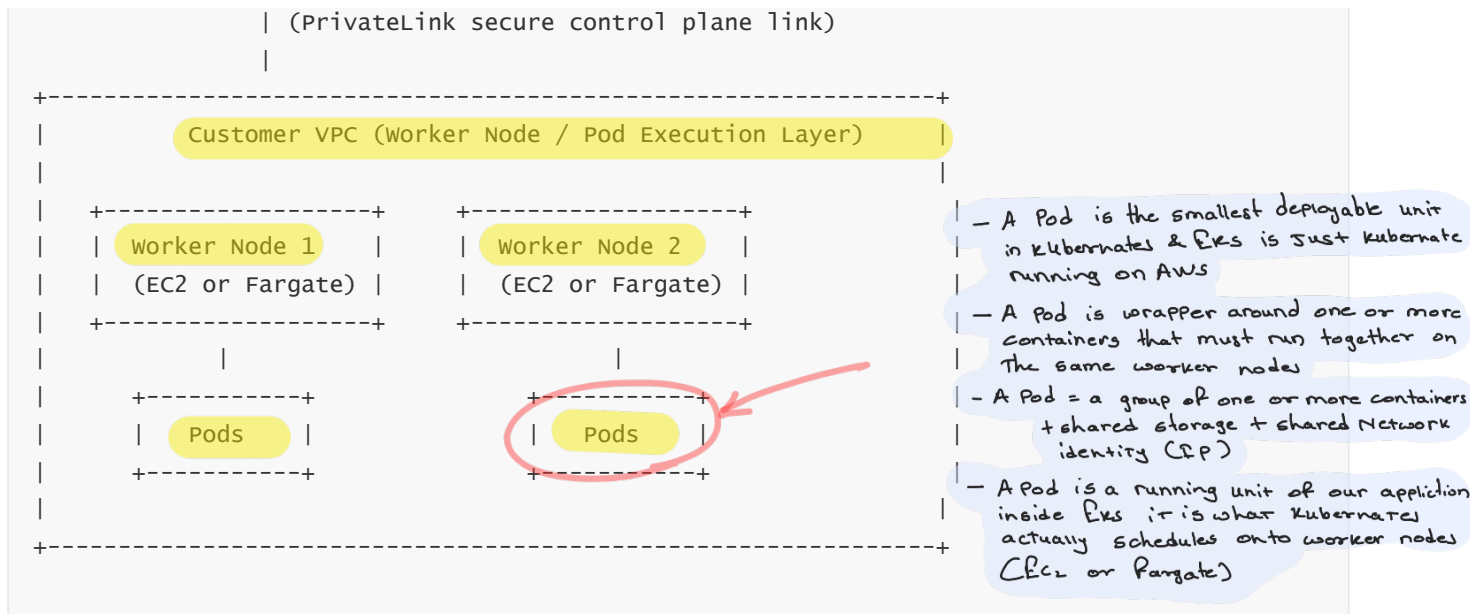 (PrivateLink secure control plane link)
Customer VPC (Worker Node / Pod Execution Layer)
Worker Node 1
(EC2 or Fargate)
Worker Node 2
(EC2 or Fargate)
Pods
Pods
- A Pod is the smallest deployable unit
in Kubernates & EKS is Just Kubernate
running on AWS
- A Pod is wrapper around one or more
containers that must run together on
The same worker nodes
- A Pod = a group of one or more containers
+ shared storage + shared Network
identity (IP)
- A Pod is a running unit of our appliction
inside EKS it is what Kubernates
actually schedules onto worker nodes
(EC2 or Fargate)